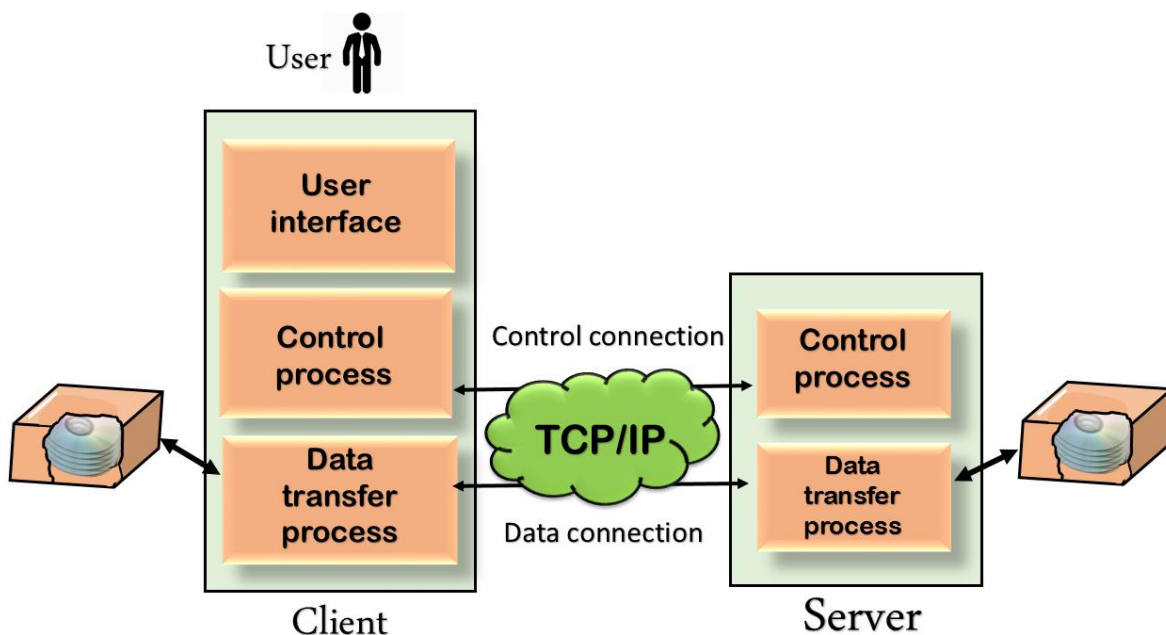 User
User
interface
Control
process
Data
transfer
process
Client
Control connection
TCP/IP
Data connection
Control
process
Data
transfer
process
Server